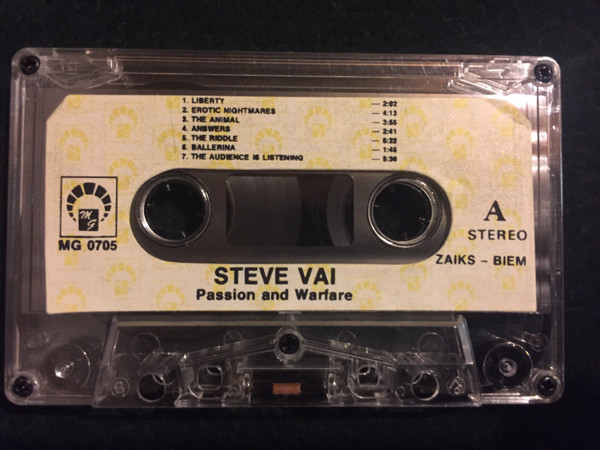 1. LIBERTY — 2:02
2. EROTIC NIGHTMARES — 4:13
3. THE ANIMAL — 3:55
4. ANSWERS — 2:41
5. THE RIDDLE — 6:22
6. BALLERINA — 1:45
7. THE AUDIENCE IS LISTENING — 5:30
MG
MG 0705
A
STEREO
ZAIKS - BIEM
STEVE VAI
Passion and Warfare